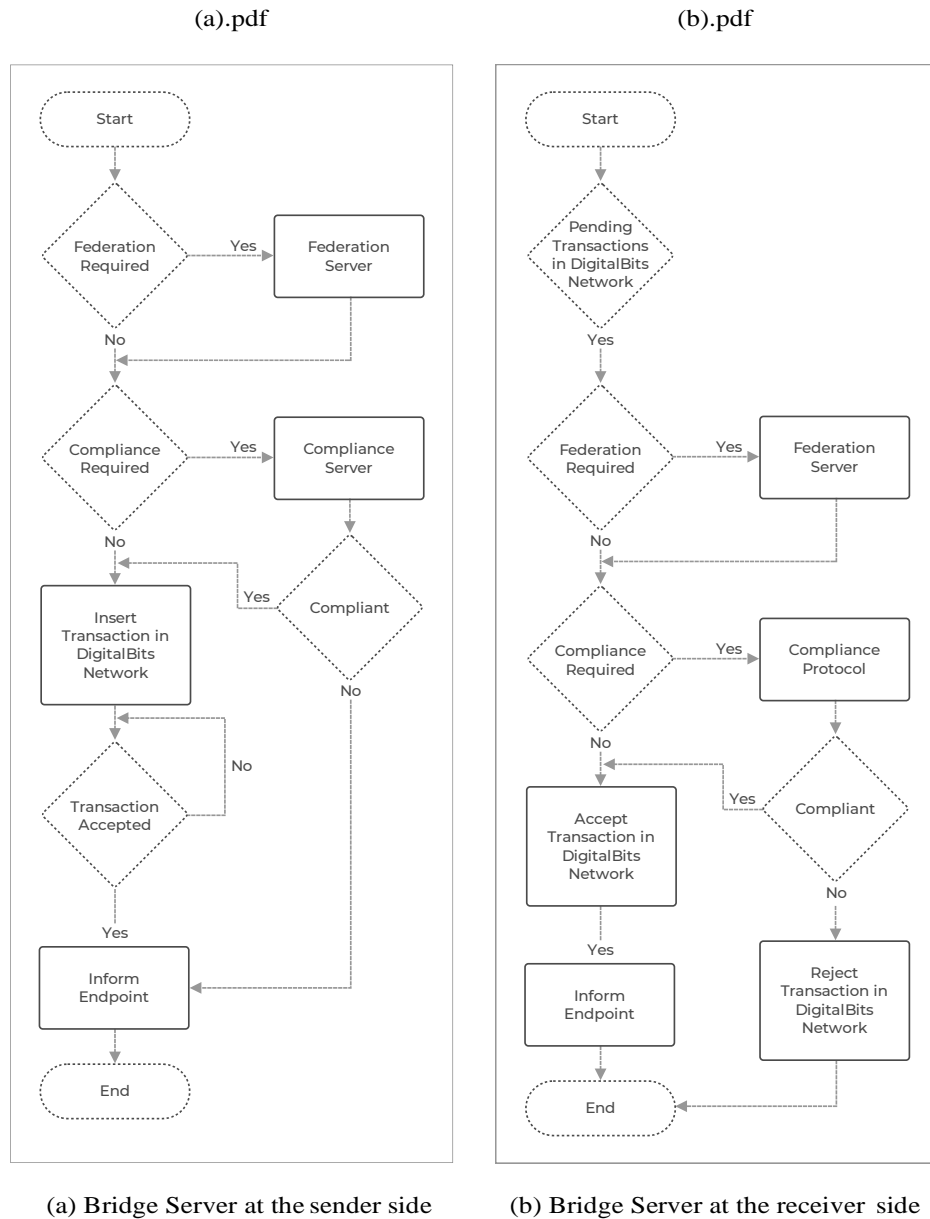 (a).pdf
(b).pdf
Start
Federation
Required
Yes
Federation
Server
No
Compliance
Required
Yes
Compliance
Server
No
Yes
Compliant
Insert
Transaction in
DigitalBits
Network
No
No
Transaction
Accepted
Yes
Inform
Endpoint
End
Start
Pending
Transactions
in DigitalBits
Network
Yes
Federation
Required
Yes
Federation
Server
No
Compliance
Required
Yes
Compliance
Protocol
No
Yes
Compliant
Accept
Transaction in
DigitalBits
Network
No
Yes
Inform
Endpoint
Reject
Transaction in
DigitalBits
Network
End
(a) Bridge Server at the sender side
(b) Bridge Server at the receiver side